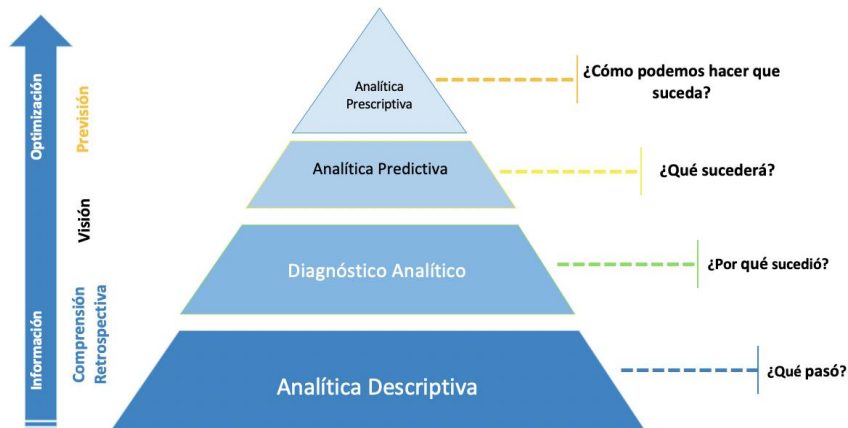 Optimización
Información
Previsión
Visión
Comprensión
Retrospectiva
Analítica
Prescriptiva
¿Cómo podemos hacer que
suceda?
Analítica Predictiva
¿Qué sucederá?
Diagnóstico Analítico
¿Por qué sucedió?
Analítica Descriptiva
¿Qué pasó?